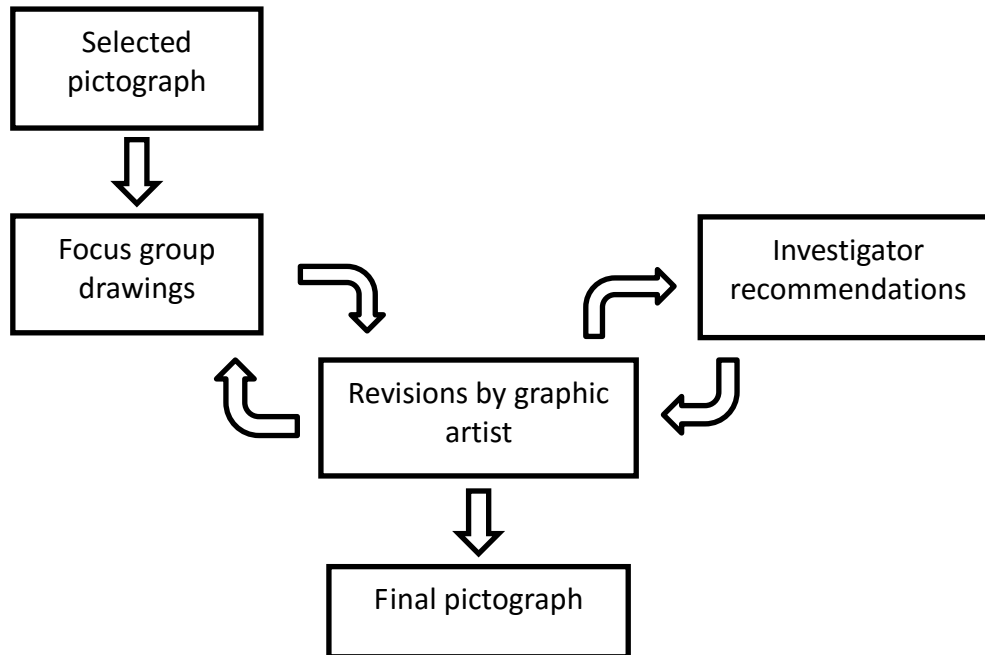 Selected
pictograph
Focus group
drawings
Investigator
recommendations
Revisions by graphic
artist
Final pictograph